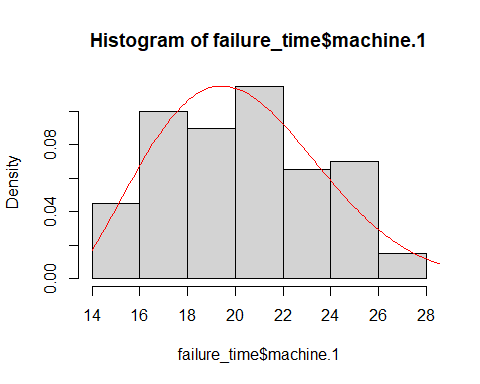 Histogram of failure_time$machine.1
Density
0.00 0.04 0.08
14 16 18 20 22 24 26 28
failure_time$machine.1